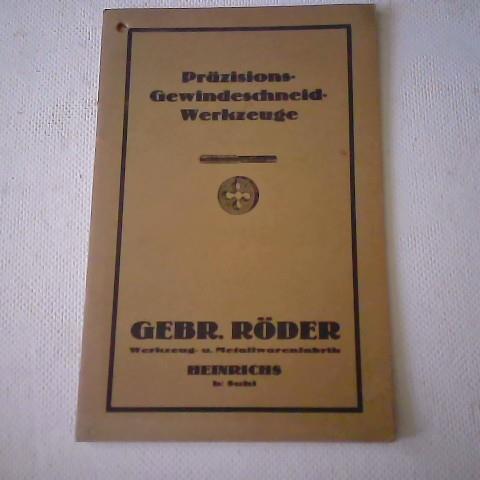 Präzisions-
Gewindeschneid-
Werkzeuge
GEBR. RÖDER
Werkzeug- u. Metallwarenfabrik
HEINRICHS
b/ Suhl